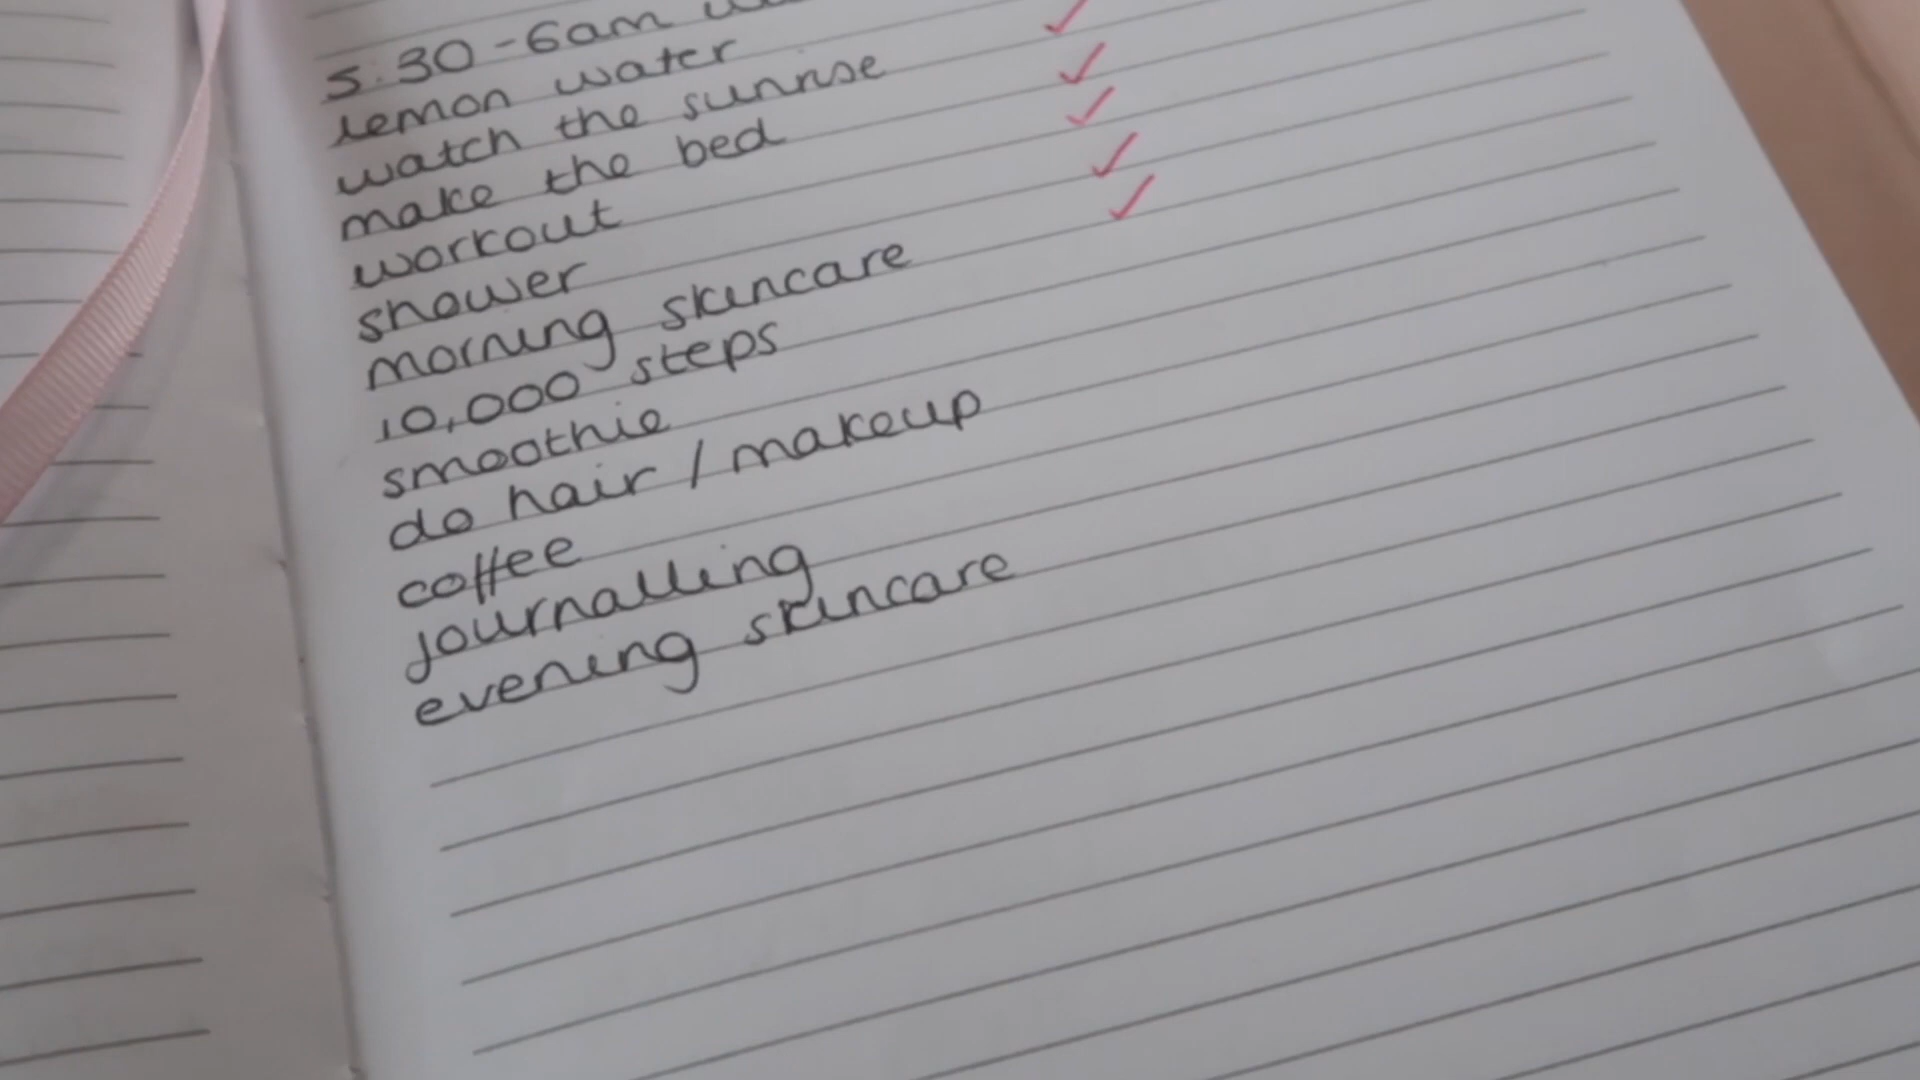 5.30-6am
lemon water
watch the sunrise
make the bed
workout
shower
morning skincare
10,000 steps
smoothie
do hair / makeup
coffee
journalling
evening skincare